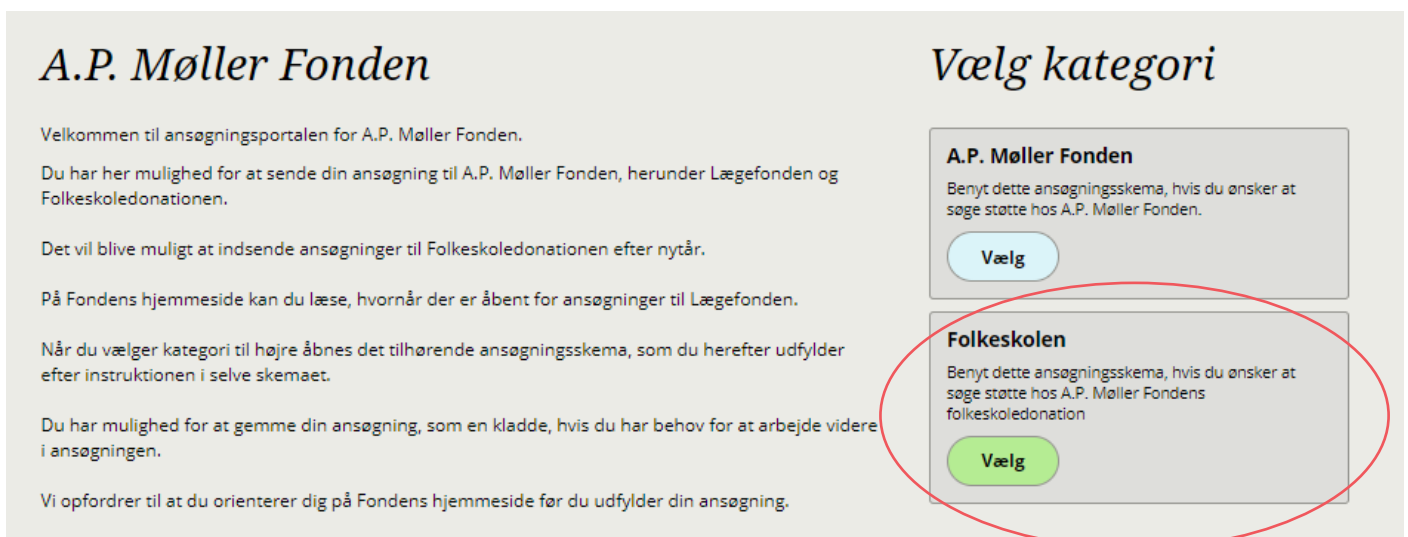 A.P. Møller Fonden
Velkommen til ansøgningsportalen for A.P. Møller Fonden.
Du har her mulighed for at sende din ansøgning til A.P. Møller Fonden, herunder Lægefonden og
Folkeskoledonationen.
Det vil blive muligt at indsende ansøgninger til Folkeskoledonationen efter nytår.
På Fondens hjemmeside kan du læse, hvornår der er åbent for ansøgninger til Lægefonden.
Når du vælger kategori til højre åbnes det tilhørende ansøgningsskema, som du herefter udfylder
efter instruktionen i selve skemaet.
Du har mulighed for at gemme din ansøgning, som en kladde, hvis du har behov for at arbejde videre
i ansøgningen.
Vi opfordrer til at du orienterer dig på Fondens hjemmeside før du udfylder din ansøgning.
Vælg kategori
A.P. Møller Fonden
Benyt dette ansøgningsskema, hvis du ønsker at
søge støtte hos A.P. Møller Fonden.
Vælg
Folkeskolen
Benyt dette ansøgningsskema, hvis du ønsker at
søge støtte hos A.P. Møller Fondens
folkeskoledonation
Vælg